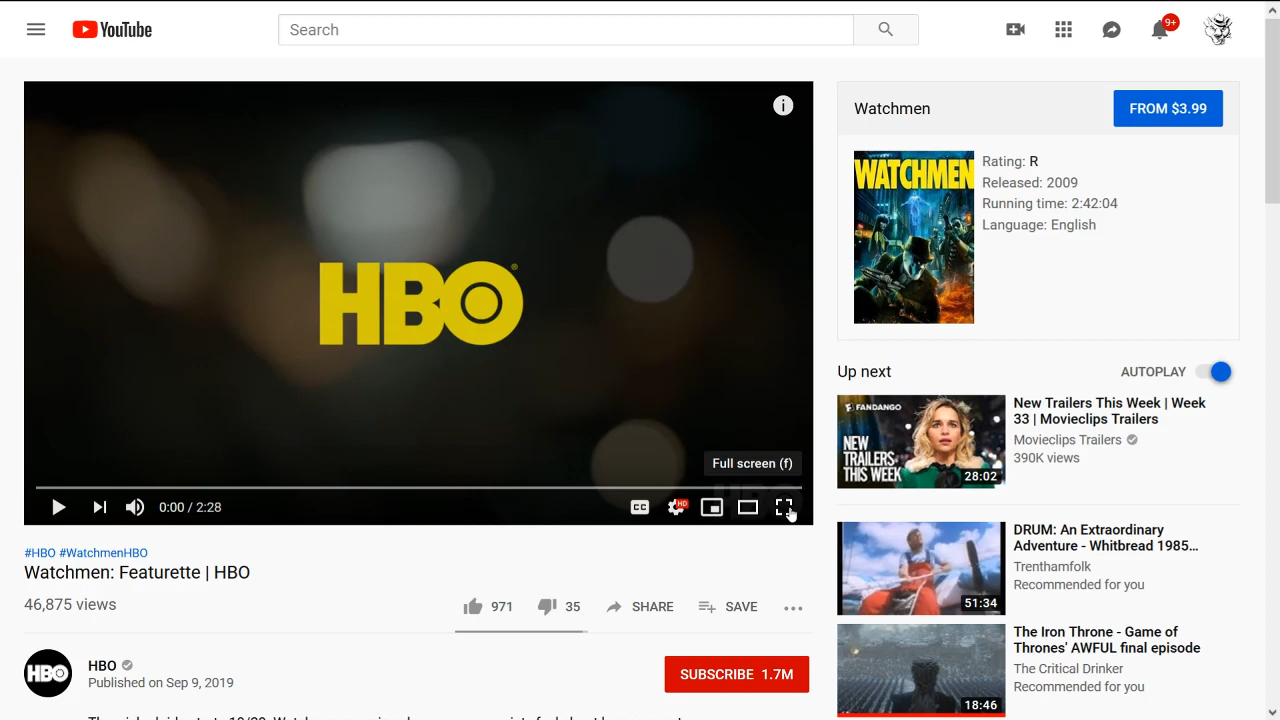 YouTube
Search
9+
i
HBO
Full screen (f)
0:00 / 2:28
CC
HD
#HBO #WatchmenHBO
Watchmen: Featurette | HBO
46,875 views
971
35
SHARE
SAVE
HBO
HBO
Published on Sep 9, 2019
SUBSCRIBE 1.7M
Watchmen
FROM $3.99
WATCHMEN
Rating: R
Released: 2009
Running time: 2:42:04
Language: English
Up next
AUTOPLAY
FANDANGO
NEW
TRAILERS
THIS WEEK
28:02
New Trailers This Week | Week
33 | Movieclips Trailers
Movieclips Trailers
390K views
51:34
DRUM: An Extraordinary
Adventure - Whitbread 1985...
Trenthamfolk
Recommended for you
18:46
The Iron Throne - Game of
Thrones' AWFUL final episode
The Critical Drinker
Recommended for you